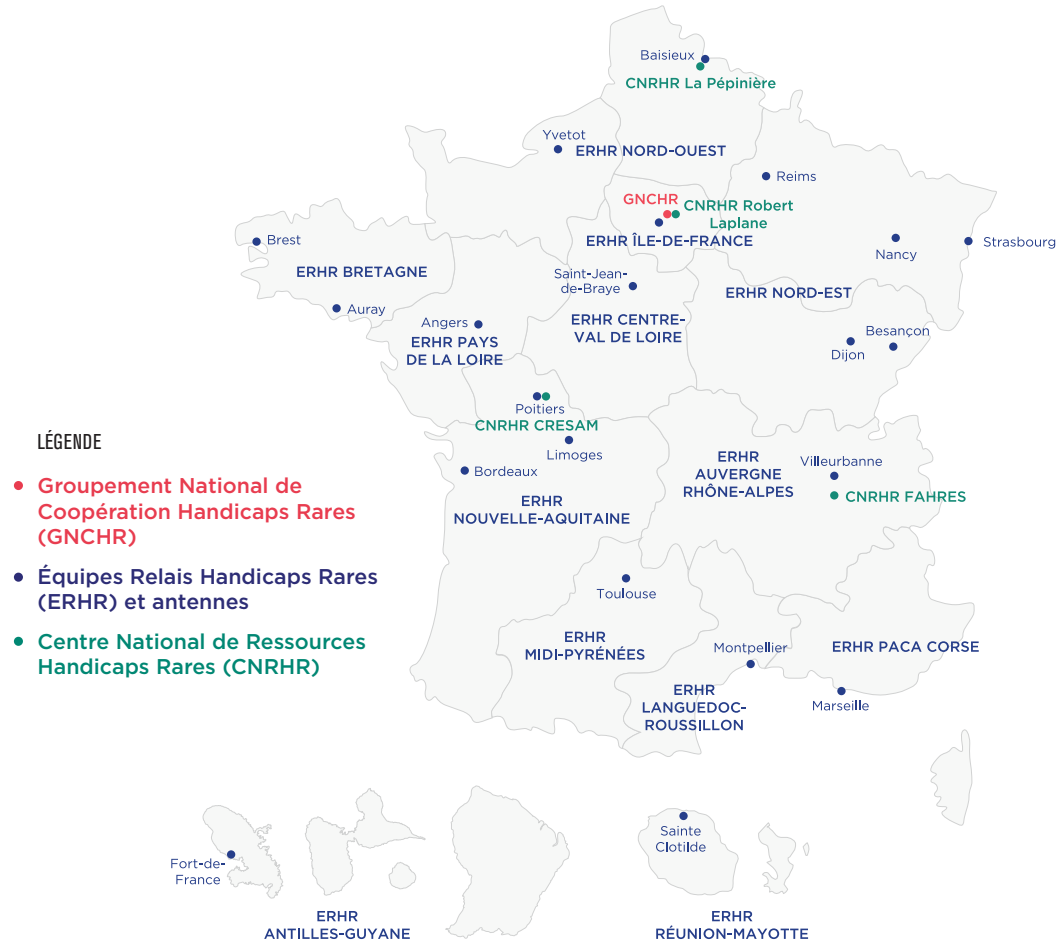 Baisieux
CNRHR La Pépinière
Yvetot
ERHR NORD-OUEST
Reims
GNCHR
CNRHR Robert
Laplane
ERHR ÎLE-DE-FRANCE
Brest
ERHR BRETAGNE
Auray
Nancy
Strasbourg
Saint-Jean-
de-Braye
ERHR NORD-EST
ERHR CENTRE-
VAL DE LOIRE
Angers
ERHR PAYS
DE LA LOIRE
Besançon
Dijon
Poitiers
CNRHR CRESAM
Limoges
Bordeaux
ERHR
NOUVELLE-AQUITAINE
ERHR
AUVERGNE
RHÔNE-ALPES
Villeurbanne
CNRHR FAHRES
LÉGENDE
Groupement National de
Coopération Handicaps Rares
(GNCHR)
Équipes Relais Handicaps Rares
(ERHR) et antennes
Centre National de Ressources
Handicaps Rares (CNRHR)
Toulouse
ERHR
MIDI-PYRÉNÉES
Montpellier
ERHR
LANGUEDOC-
ROUSSILLON
ERHR PACA CORSE
Marseille
Fort-de-
France
ERHR
ANTILLES-GUYANE
Sainte
Clotilde
ERHR
RÉUNION-MAYOTTE